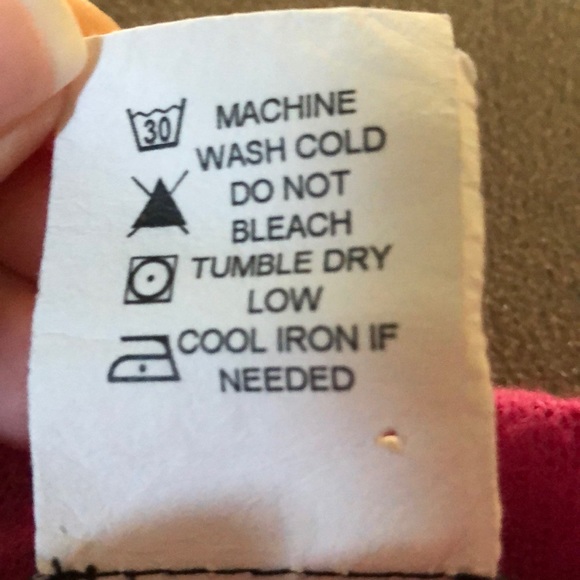 30 MACHINE
WASH COLD
DO NOT
BLEACH
TUMBLE DRY
LOW
COOL IRON IF
NEEDED